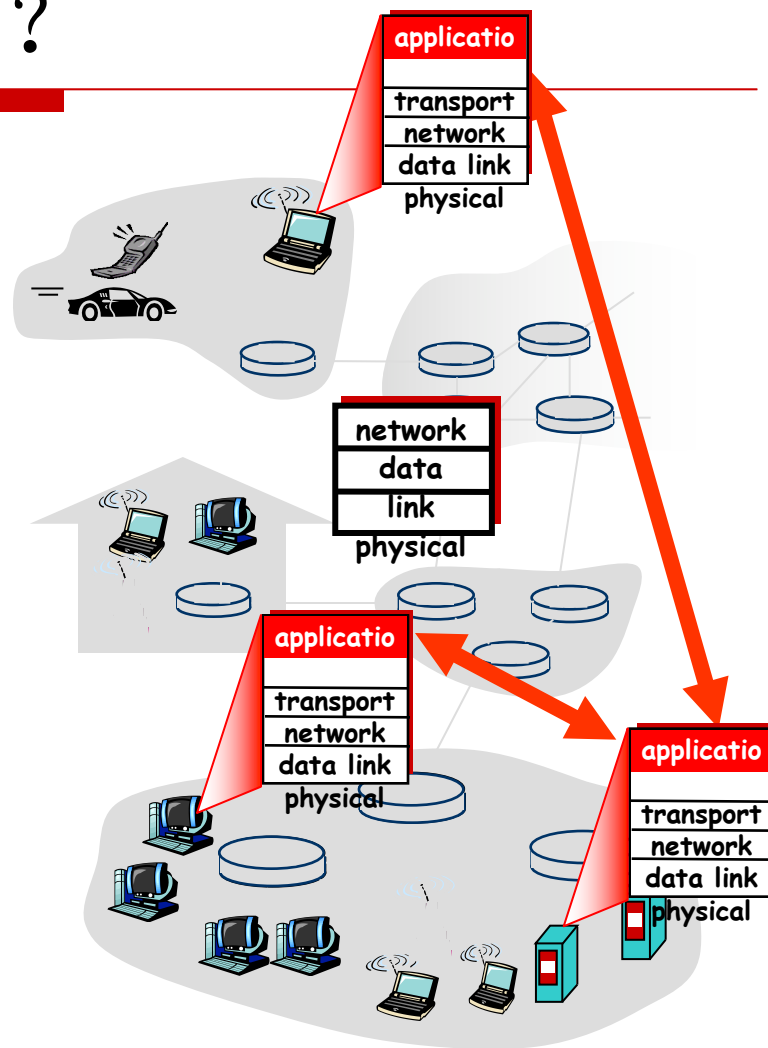 ?
applicatio
transport
network
data link
physical
network
data
link
physical
applicatio
transport
network
data link
physical
applicatio
transport
network
data link
physical